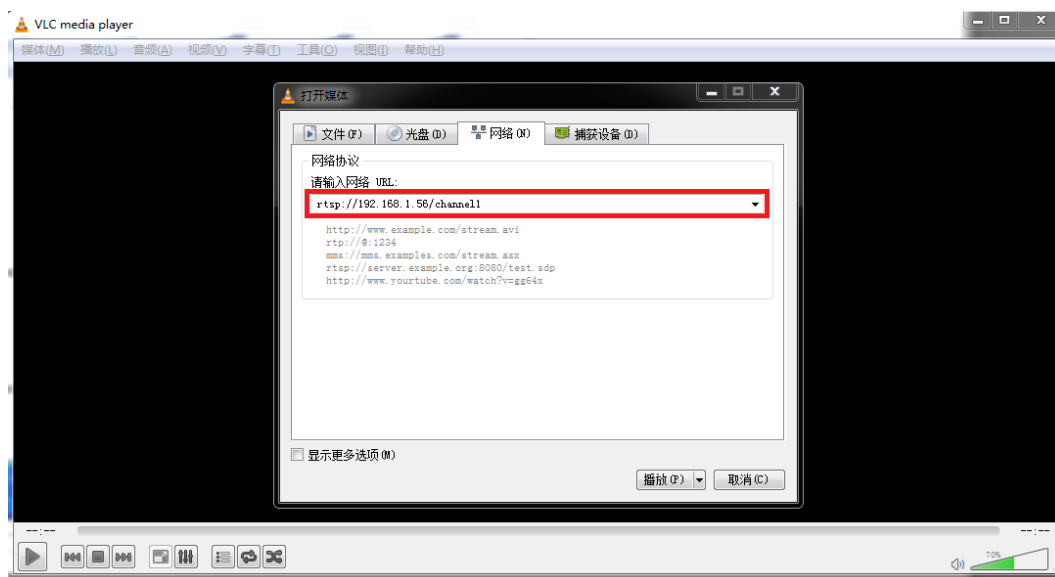 VLC media player
媒体(M) 播放(L) 音频(A) 视频(V) 字幕(T) 工具(O) 视图(I) 帮助(H)
打开媒体
文件(F) 光盘(D) 网络(N) 捕获设备(D)
网络协议
请输入网络 URL:
rtsp://192.168.1.56/channel1
http://www.example.com/stream.avi
rtp://@:1234
mms://mms.examples.com/stream.asx
rtsp://server.example.org:8080/test.sdp
http://www.yourtube.com/watch?v=gg64x
显示更多选项(M)
播放(P) 取消(C)
--:-- --:--
70%